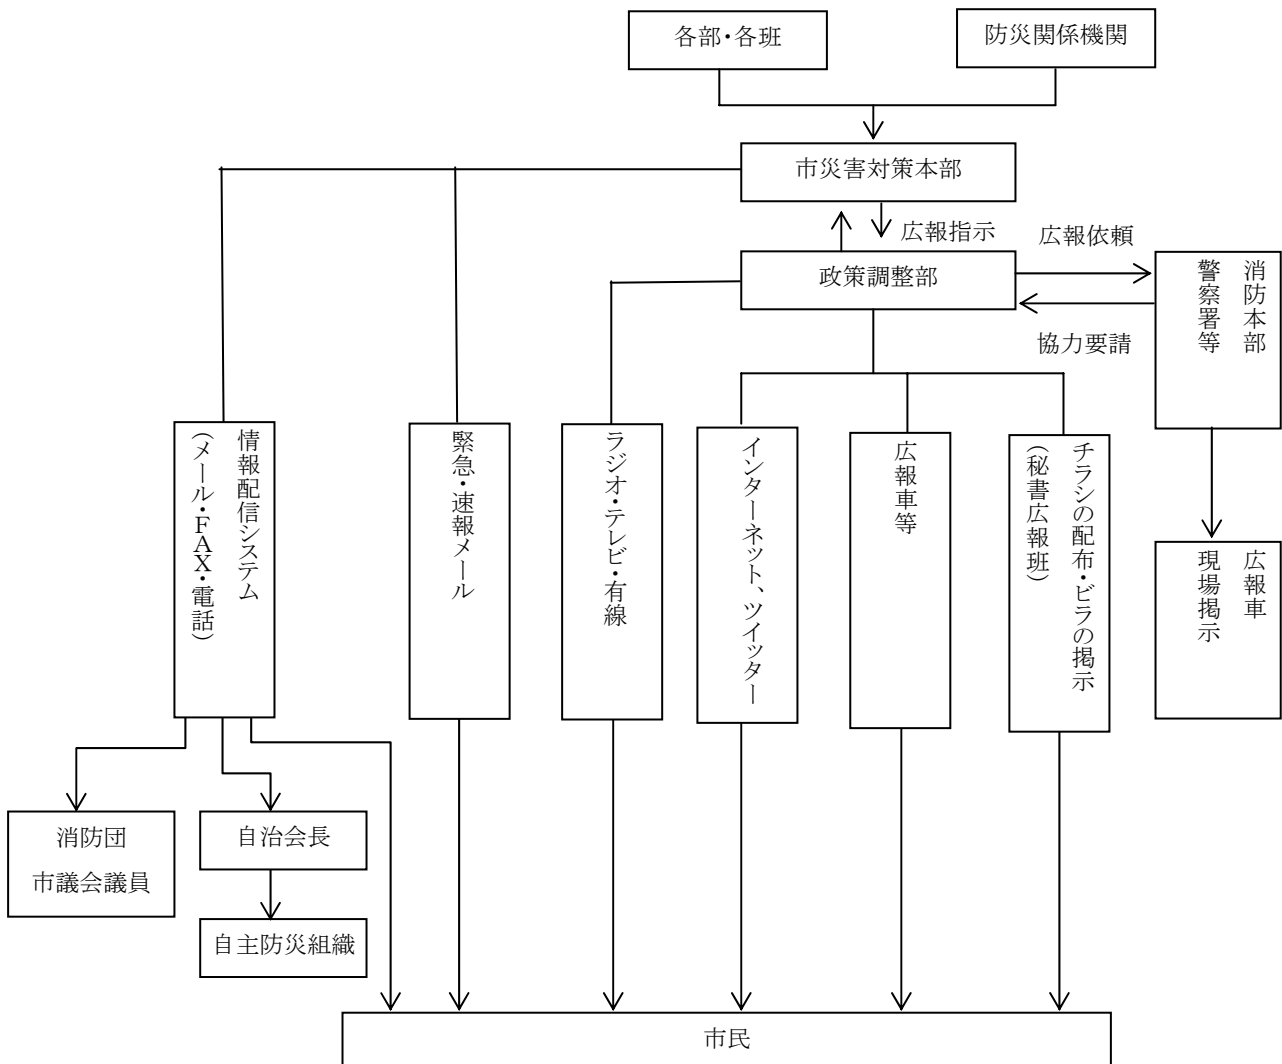 各部・各班
防災関係機関
市災害対策本部
広報指示
広報依頼
政策調整部
協力要請
消防本部
警察署等
情報配信システム
（メール・FAX・電話）
緊急・速報メール
ラジオ・テレビ・有線
インターネット、ツイッター
広報車等
チラシの配布・ビラの掲示
（秘書広報班）
広報車
現場掲示
消防団
市議会議員
自治会長
自主防災組織
市民